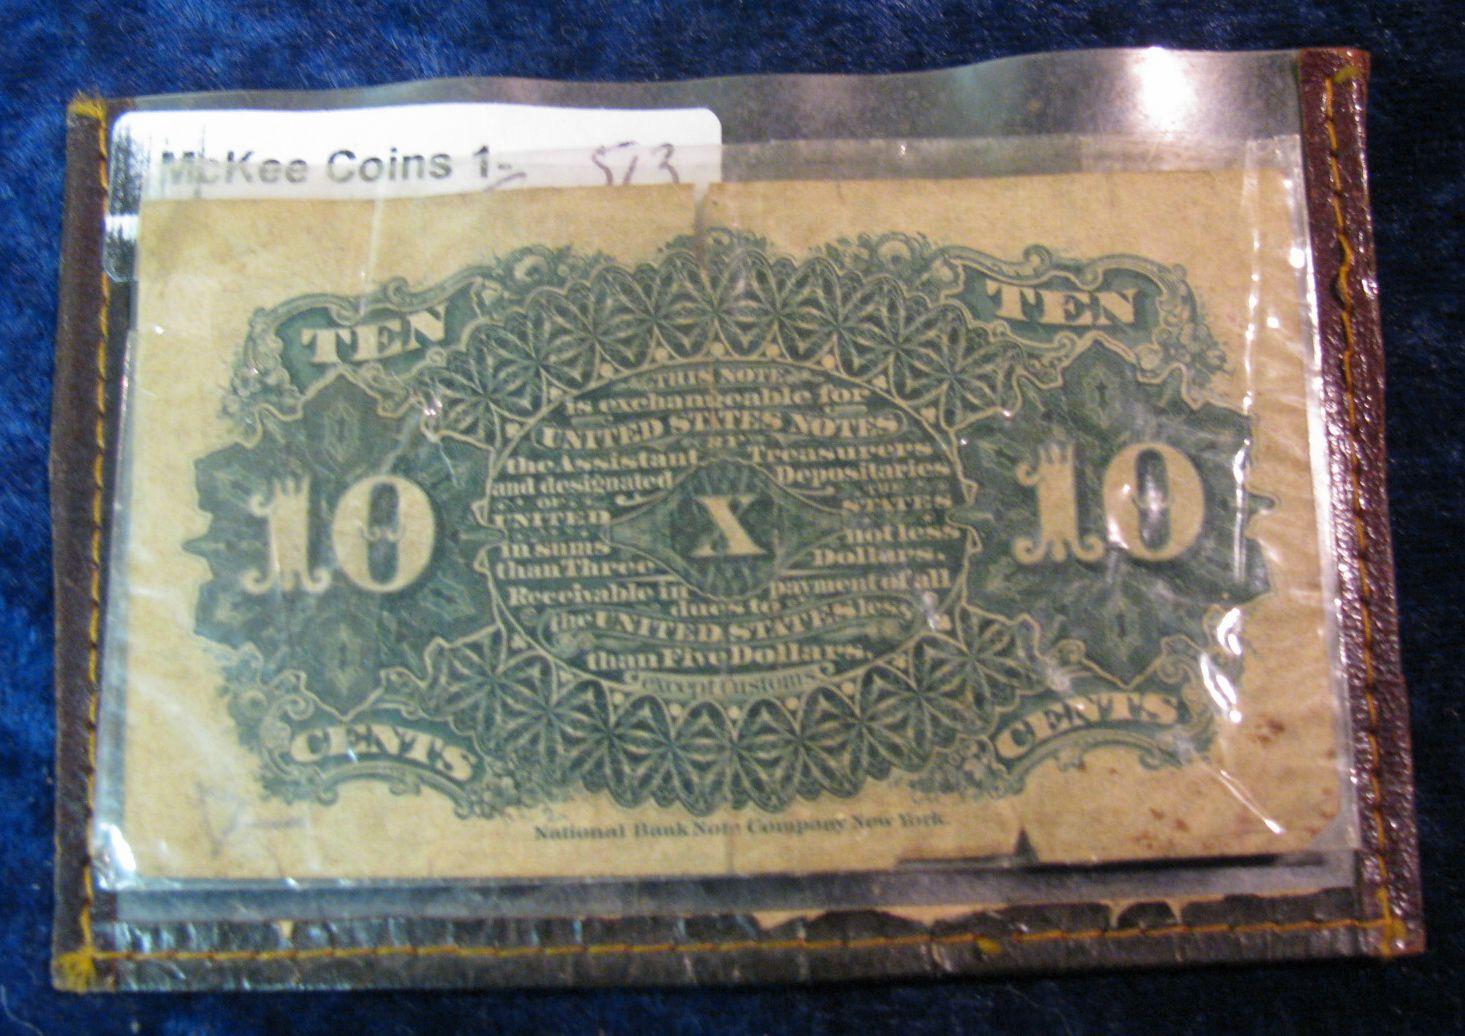 McKee Coins 1-
573
TEN TEN
THIS NOTE
is exchangeable for
UNITED STATES NOTES
BY
the Assistant Treasurers
and designated Depositaries
OF THE
UNITED STATES
in sums not less
than Three Dollars.
Receivable in payment of all
dues to
the UNITED STATES less
than Five Dollars.
except Customs.
10 X 10
CENTS CENTS
National Bank Note Company New York.